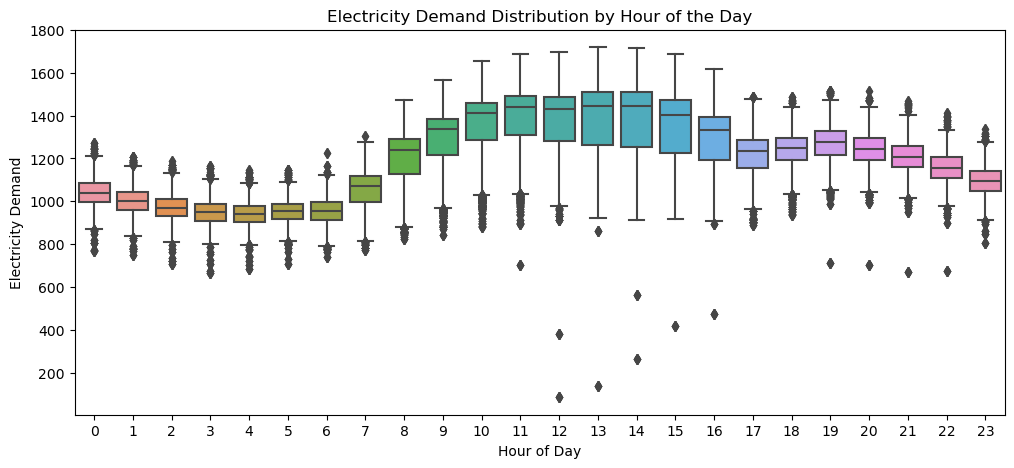 Electricity Demand Distribution by Hour of the Day
1800
1600
1400
1200
1000
800
600
400
200
Electricity Demand
0 1 2 3 4 5 6 7 8 9 10 11 12 13 14 15 16 17 18 19 20 21 22 23
Hour of Day